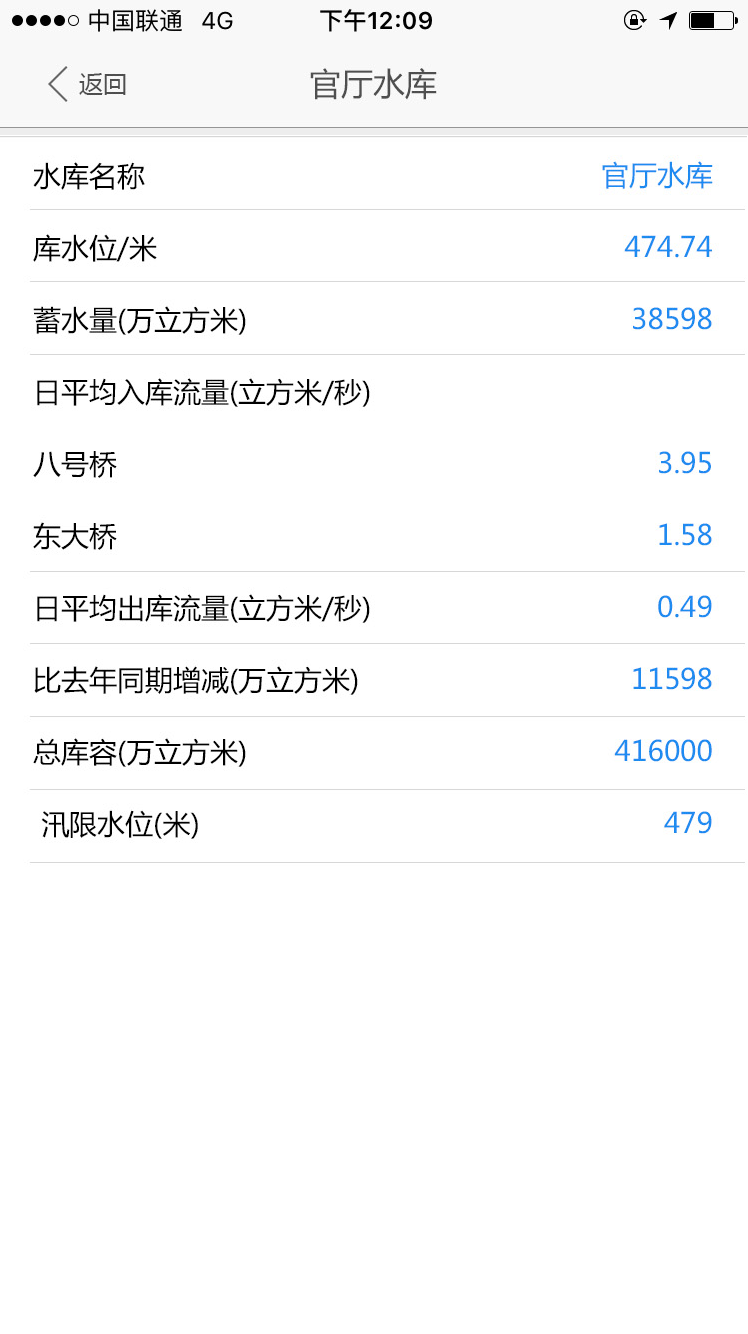 中国联通 4G 下午12:09
返回 官厅水库
水库名称 官厅水库
库水位/米 474.74
蓄水量(万立方米) 38598
日平均入库流量(立方米/秒)
八号桥 3.95
东大桥 1.58
日平均出库流量(立方米/秒) 0.49
比去年同期增减(万立方米) 11598
总库容(万立方米) 416000
汛限水位(米) 479